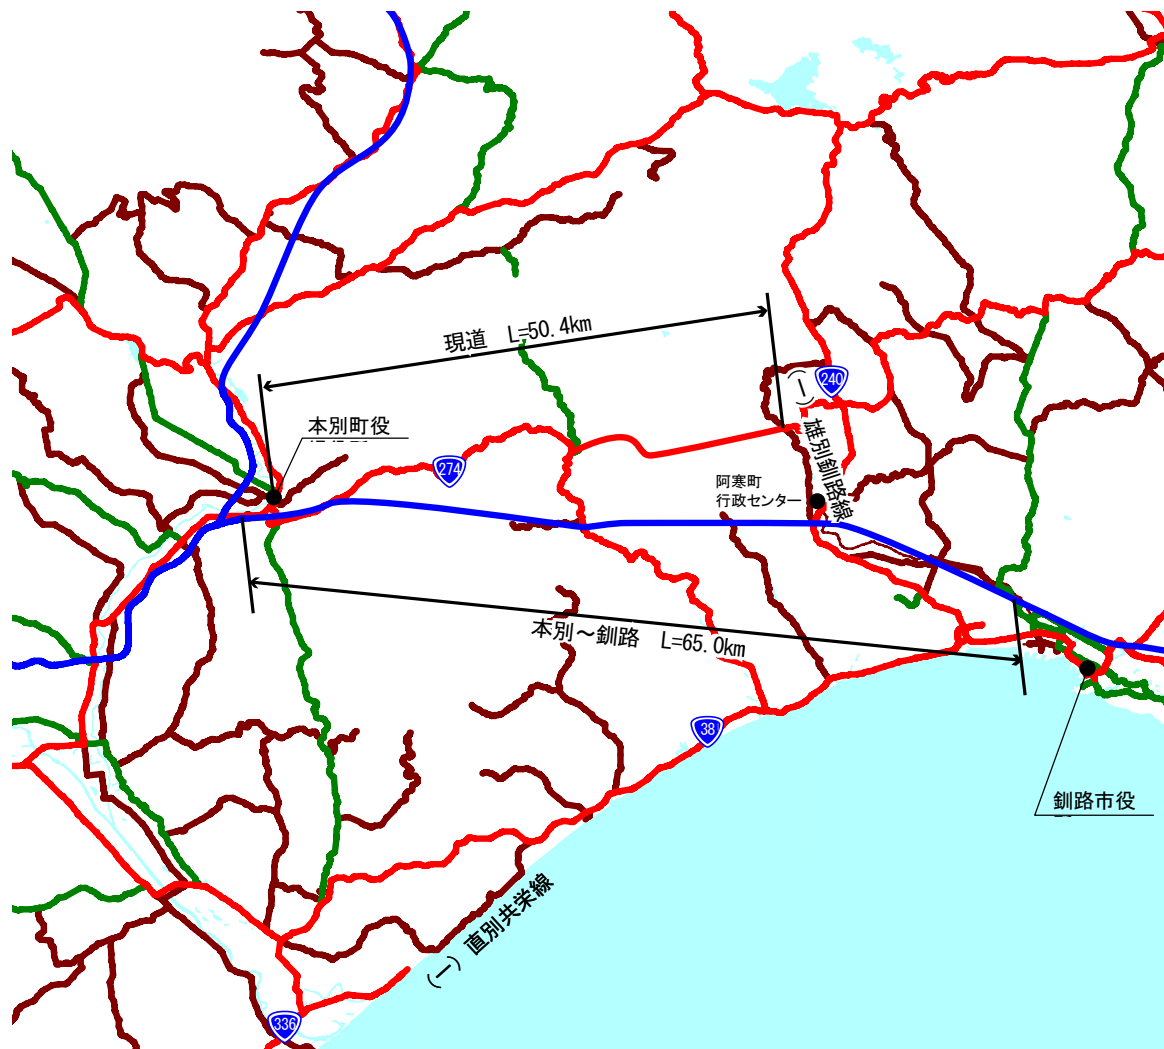 現道　L=50.4km
本別町役
274
240
(一) 雄別釧路線
阿寒町
行政センター
本別～釧路　L=65.0km
38
釧路市役
(一) 直別共栄線
336